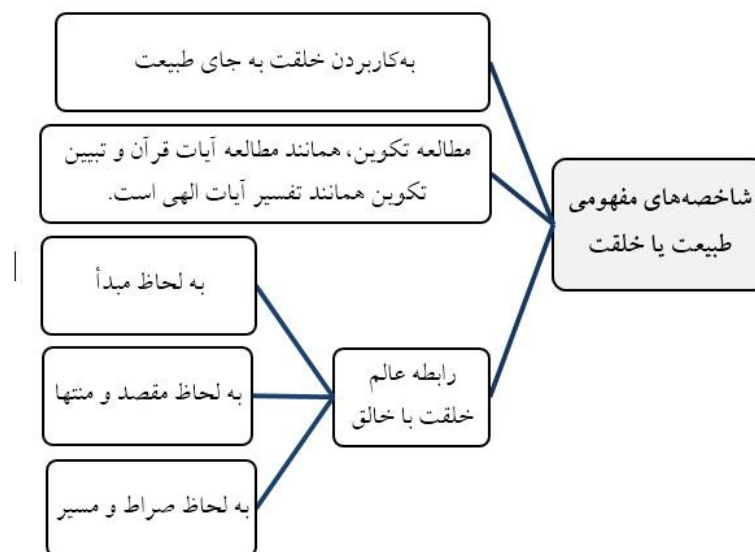 شاخصه‌های مفهومی
طبیعت یا خلقت
به‌کاربردن خلقت به جای طبیعت
مطالعه تکوین، همانند مطالعه آیات قرآن و تبیین
تکوین همانند تفسیر آیات الهی است.
رابطه عالم
خلقت با خالق
به لحاظ مبدأ
به لحاظ مقصد و منتها
به لحاظ صراط و مسیر